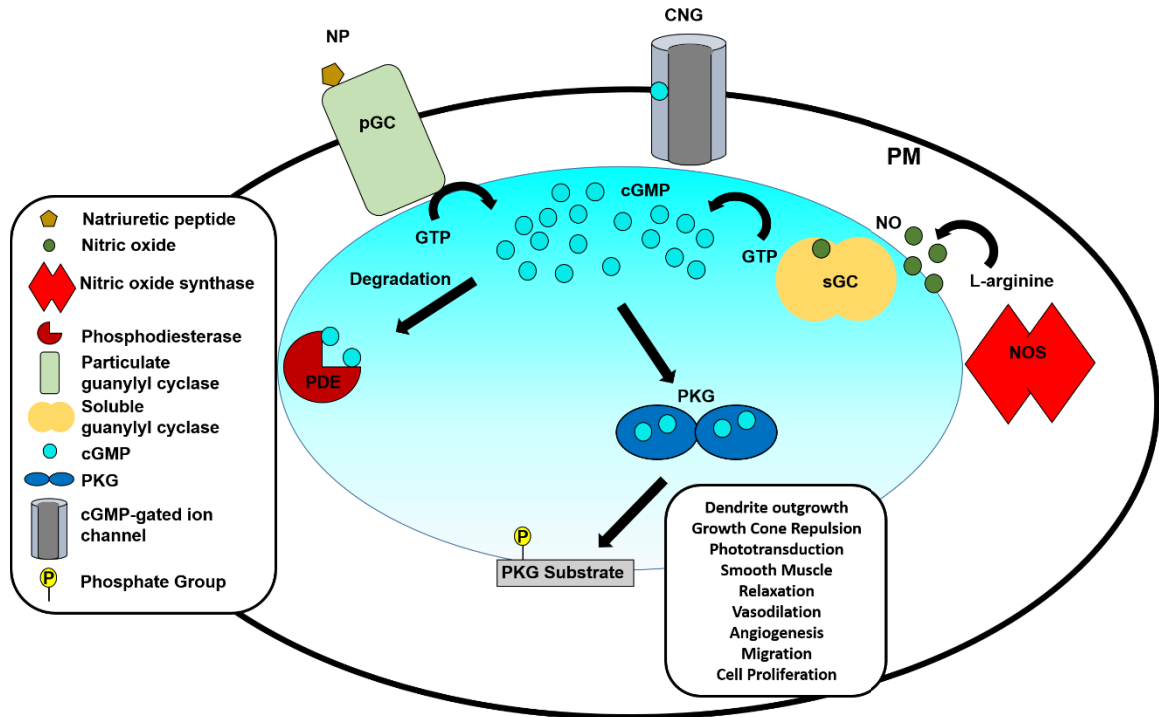 CNG
NP
pGC
PM
cGMP
NO
GTP
GTP
sGC
L-arginine
Degradation
NOS
PDE
PKG
P
PKG Substrate
Natriuretic peptide
Nitric oxide
Nitric oxide synthase
Phosphodiesterase
Particulate
guanylyl cyclase
Soluble
guanylyl cyclase
cGMP
PKG
cGMP-gated ion
channel
P
Phosphate Group
Dendrite outgrowth
Growth Cone Repulsion
Phototransduction
Smooth Muscle
Relaxation
Vasodilation
Angiogenesis
Migration
Cell Proliferation